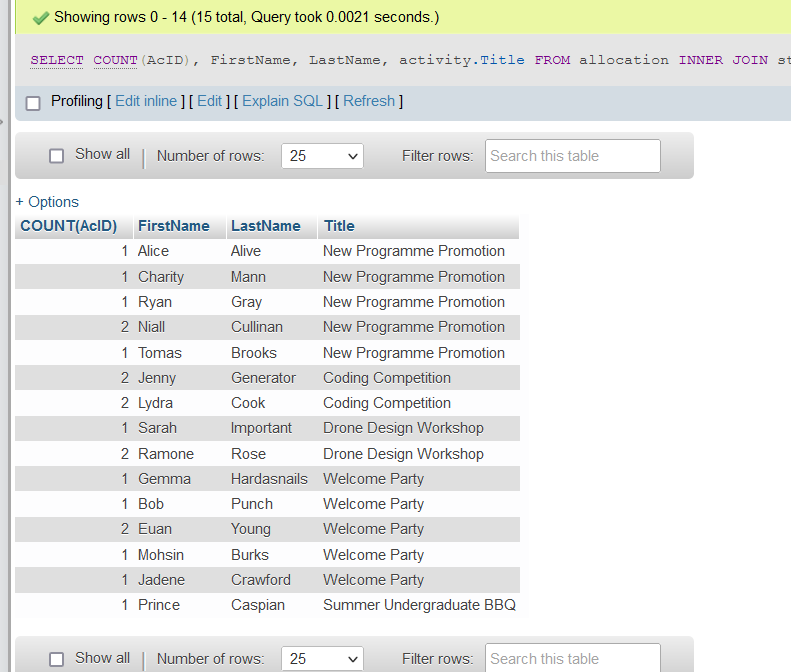 Showing rows 0 - 14 (15 total, Query took 0.0021 seconds.)
SELECT COUNT(AcID), FirstName, LastName, activity.Title FROM allocation INNER JOIN st
Profiling [ Edit inline ] [ Edit ] [ Explain SQL ] [ Refresh ]
Show all | Number of rows: 25 Filter rows: Search this table
+ Options
COUNT(AcID) FirstName LastName Title
1 Alice Alive New Programme Promotion
1 Charity Mann New Programme Promotion
1 Ryan Gray New Programme Promotion
2 Niall Cullinan New Programme Promotion
1 Tomas Brooks New Programme Promotion
2 Jenny Generator Coding Competition
2 Lydra Cook Coding Competition
1 Sarah Important Drone Design Workshop
2 Ramone Rose Drone Design Workshop
1 Gemma Hardasnails Welcome Party
1 Bob Punch Welcome Party
2 Euan Young Welcome Party
1 Mohsin Burks Welcome Party
1 Jadene Crawford Welcome Party
1 Prince Caspian Summer Undergraduate BBQ
Show all | Number of rows: 25 Filter rows: Search this table